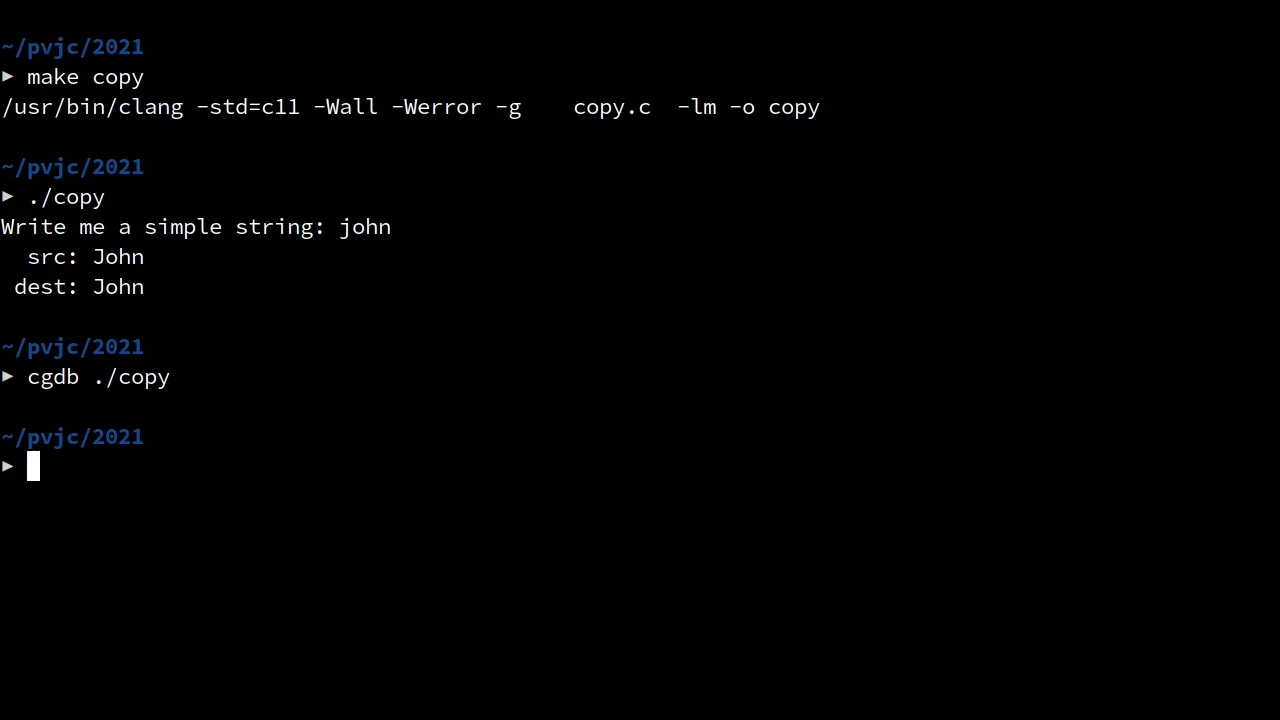 ~/pvjc/2021
▸ make copy
/usr/bin/clang -std=c11 -Wall -Werror -g    copy.c  -lm -o copy
~/pvjc/2021
▸ ./copy
Write me a simple string: john
  src: John
 dest: John
~/pvjc/2021
▸ cgdb ./copy
~/pvjc/2021
▸